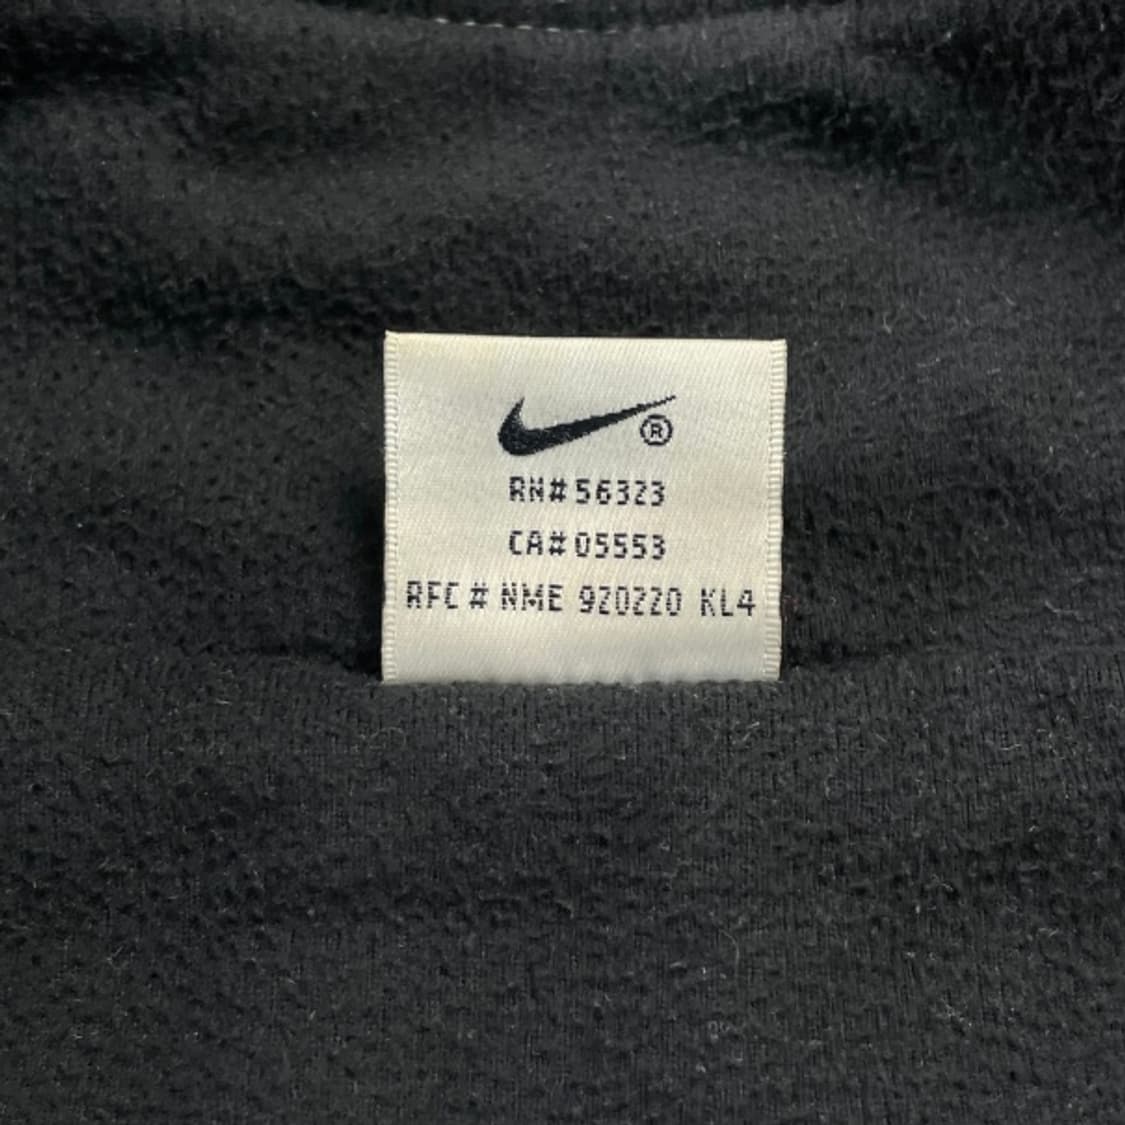 ®
RN# 56323
CA# 05553
RFC # NME 920220 KL4